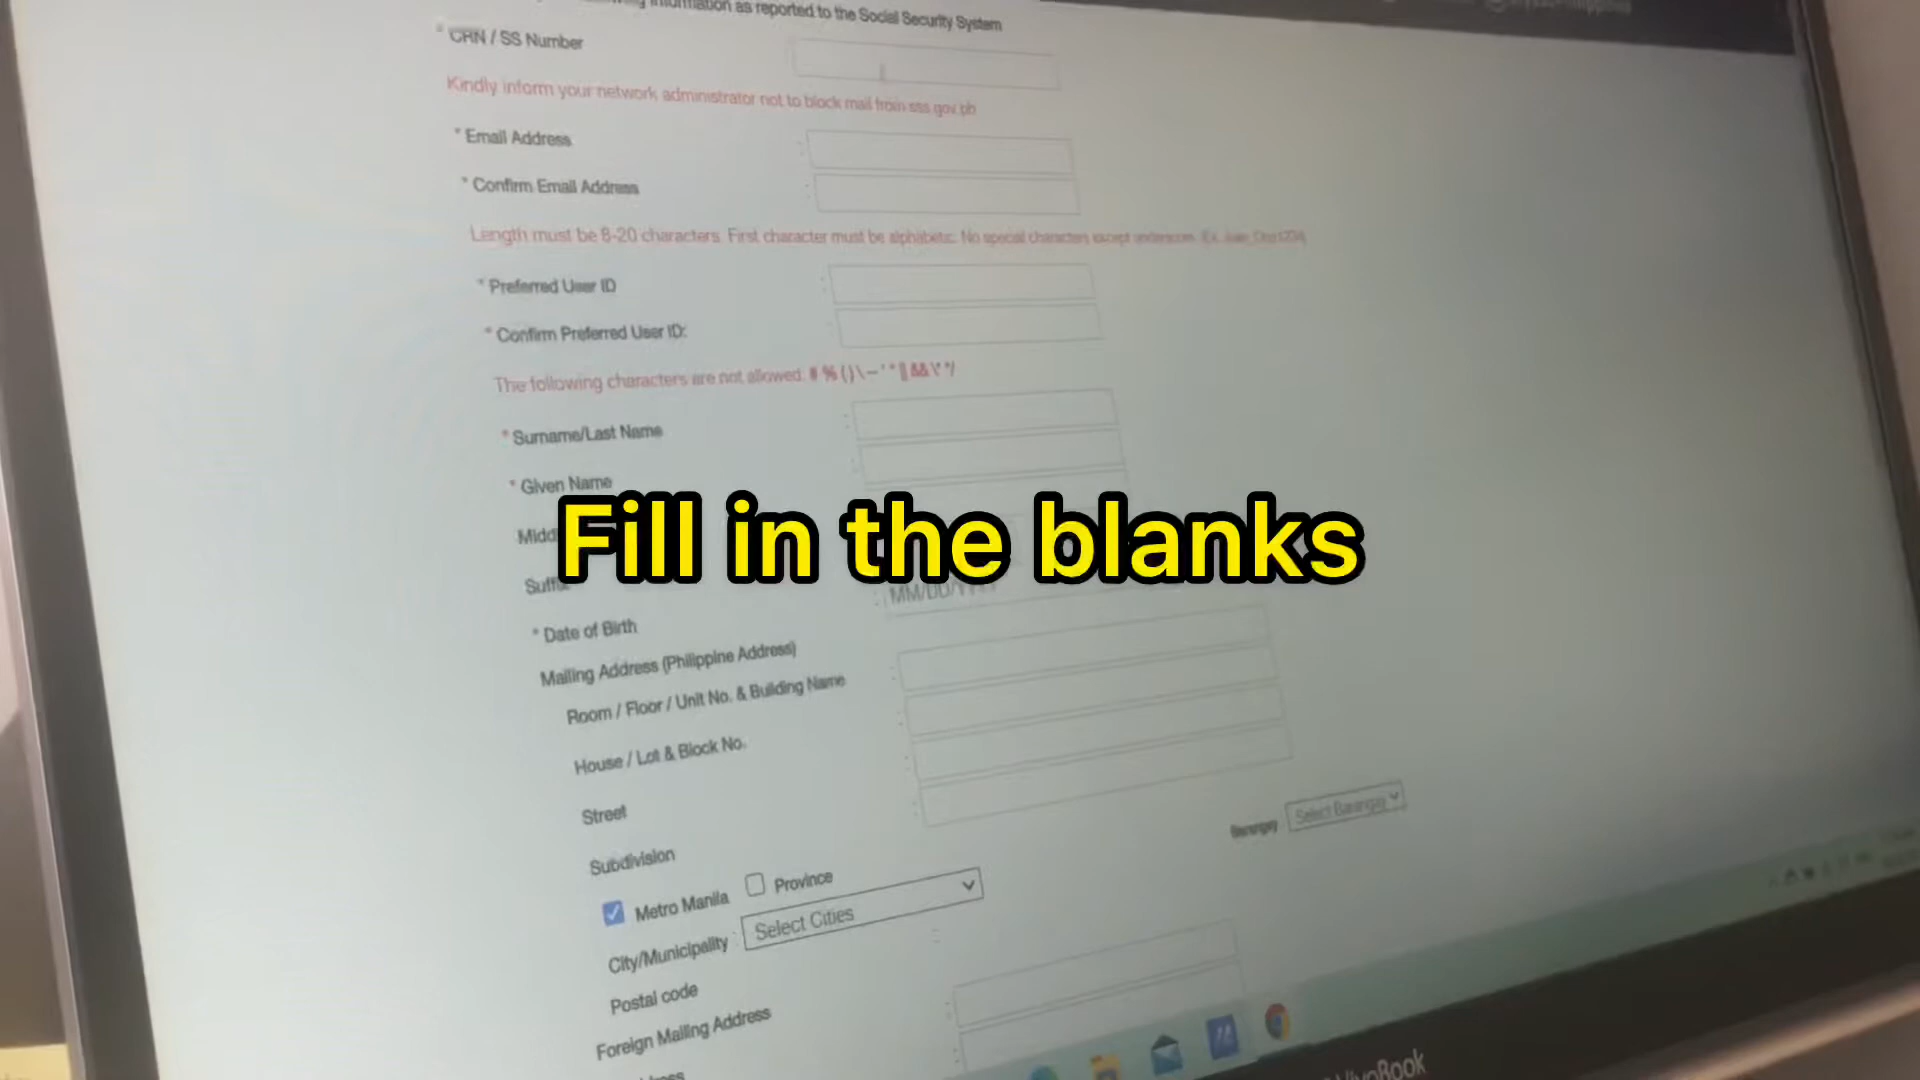 information as reported to the Social Security System
* CRN / SS Number
Kindly inform your network administrator not to block mail from sss.gov.ph
* Email Address :
* Confirm Email Address :
Length must be 8-20 characters. First character must be alphabetic. No special characters except underscore.
* Preferred User ID :
* Confirm Preferred User ID:
The following characters are not allowed.
* Surname/Last Name :
* Given Name :
Fill in the blanks
* Date of Birth
Mailing Address (Philippine Address)
Room / Floor / Unit No. & Building Name :
House / Lot & Block No. :
Street :
Subdivision :
Barangay Select Barangay
Metro Manila Province
City/Municipality : Select Cities
Postal code :
Foreign Mailing Address